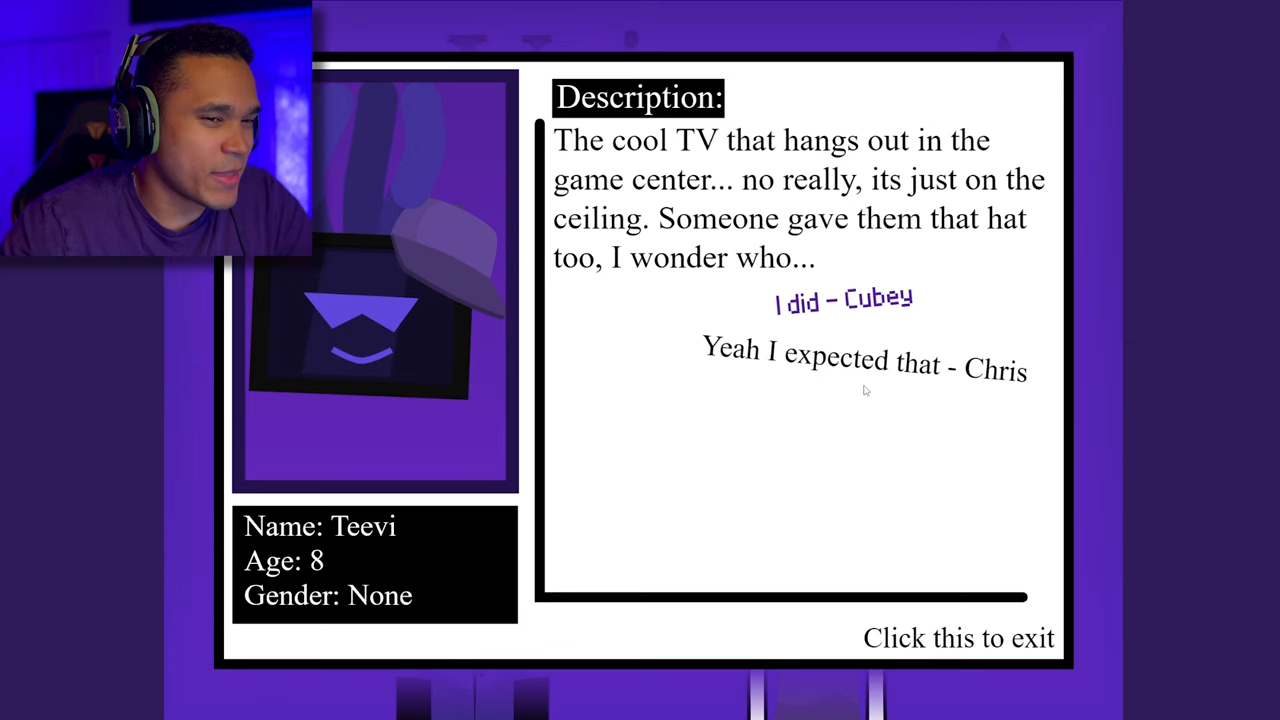 Description:
The cool TV that hangs out in the
game center... no really, its just on the
ceiling. Someone gave them that hat
too, I wonder who...
I did - Cubey
Yeah I expected that - Chris
Name: Teevi
Age: 8
Gender: None
Click this to exit